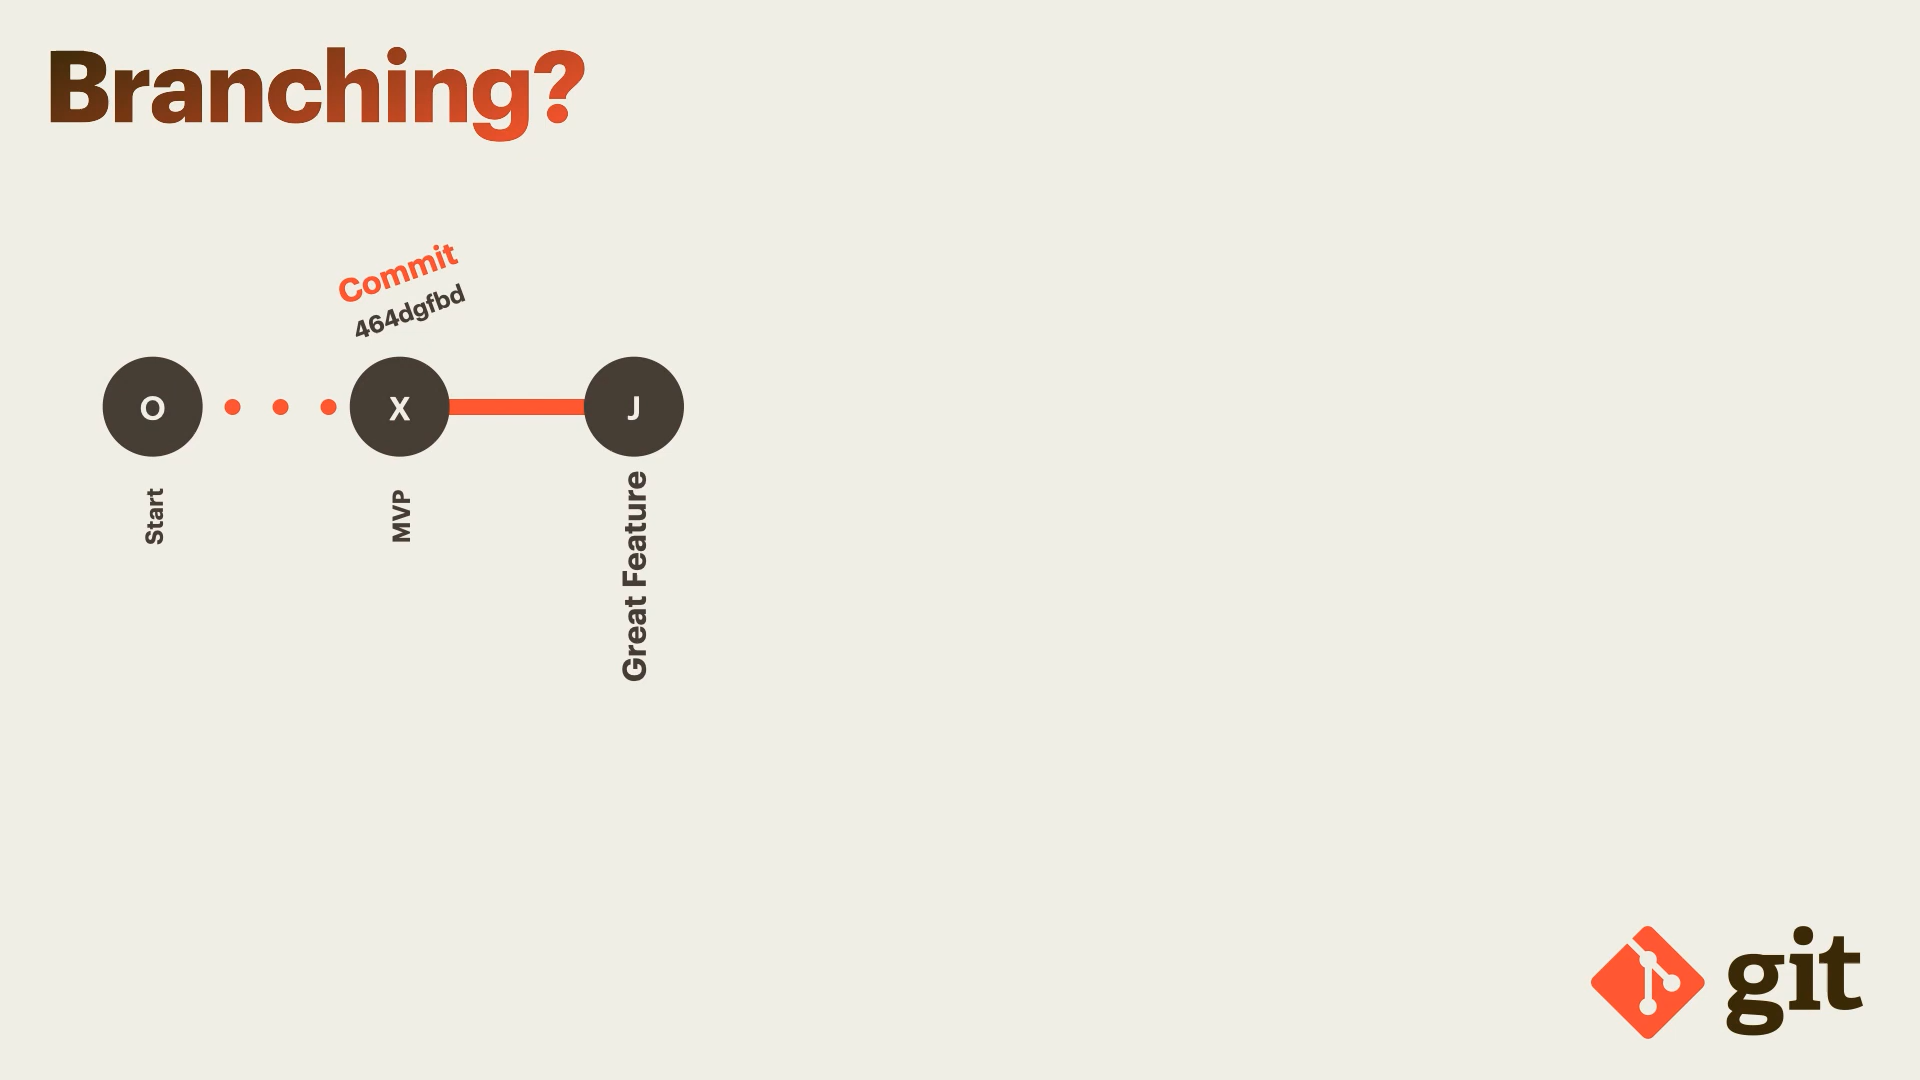 Branching?
Commit
464dgfbd
O
X
J
Start
MVP
Great Feature
git